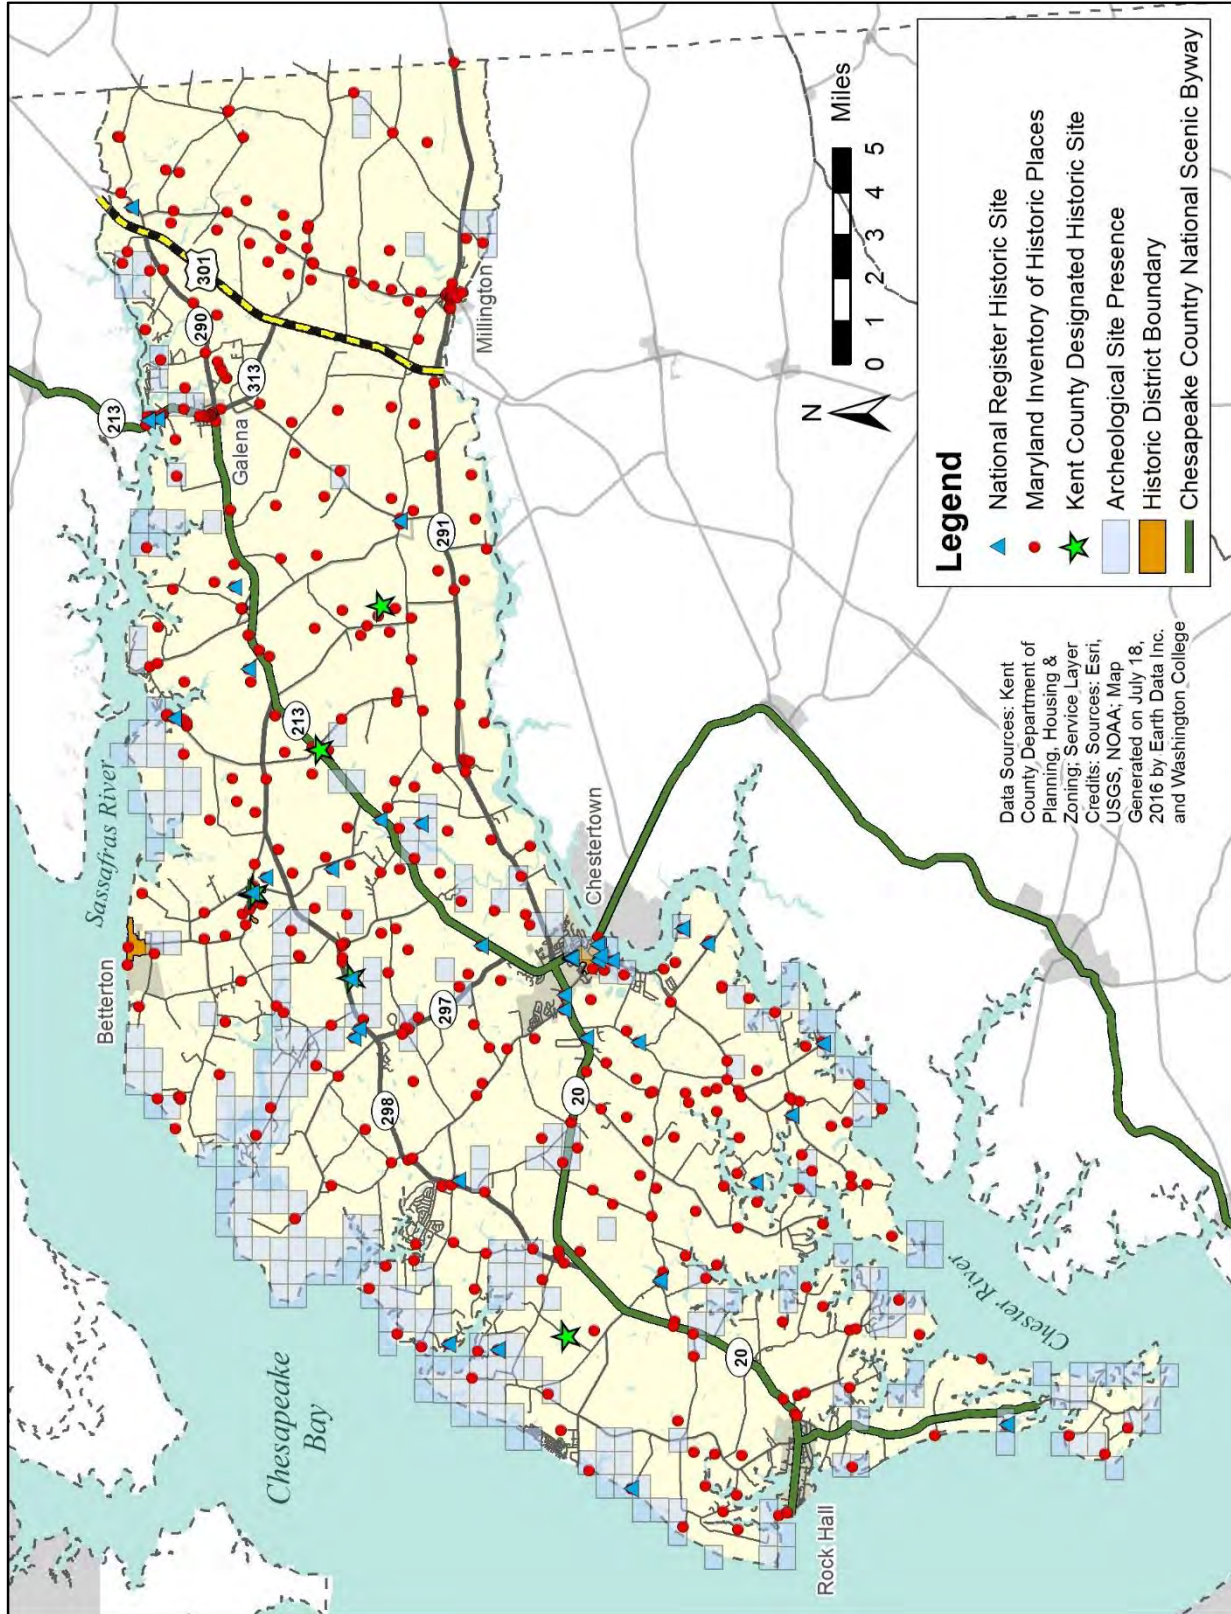 Chesapeake
Bay
Sassafras River
Betterton
213
290
301
313
Galena
Millington
213
291
297
298
Chestertown
20
20
Chester River
Rock Hall
N
0 1 2 3 4 5 Miles
Data Sources: Kent
County Department of
Planning, Housing &
Zoning; Service Layer
Credits: Sources: Esri,
USGS, NOAA; Map
Generated on July 18,
2016 by Earth Data Inc.
and Washington College
Legend
National Register Historic Site
Maryland Inventory of Historic Places
Kent County Designated Historic Site
Archeological Site Presence
Historic District Boundary
Chesapeake Country National Scenic Byway